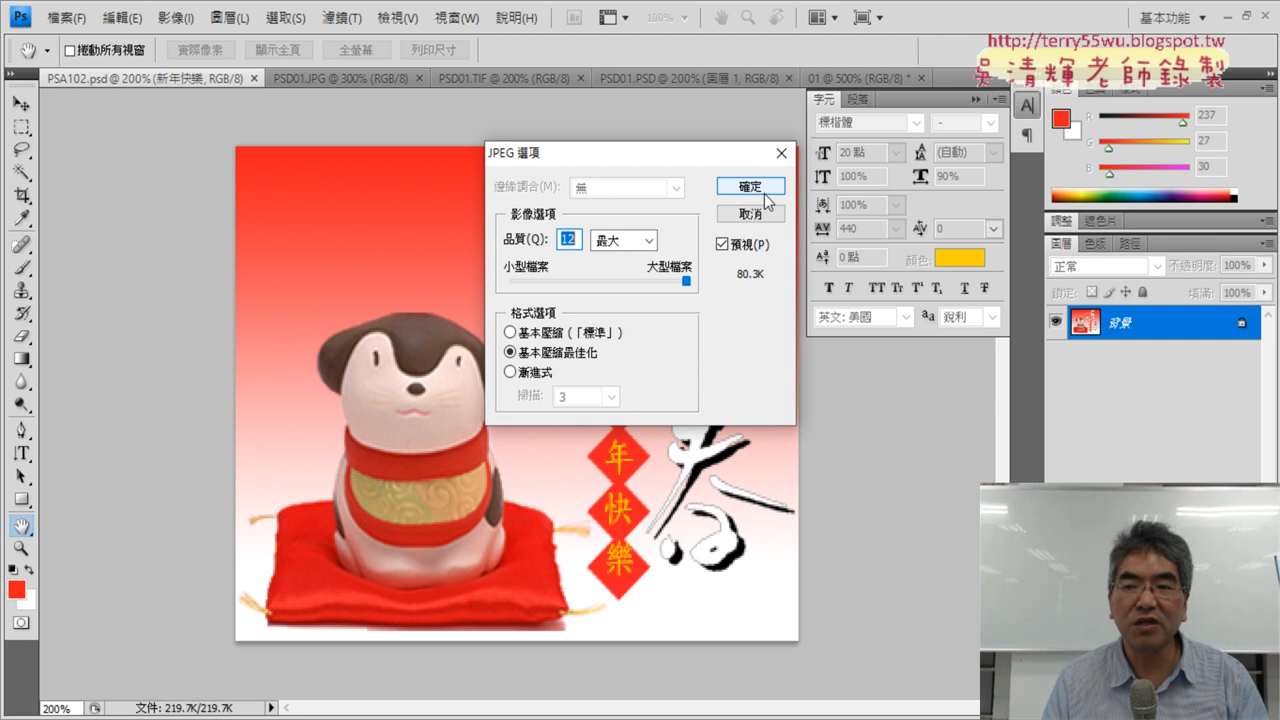 Ps 檔案(F) 編輯(E) 影像(I) 圖層(L) 選取(S) 濾鏡(T) 檢視(V) 視窗(W) 說明(H) Br 100% 基本功能
http://terry55wu.blogspot.tw
吳清輝老師錄製
捲動所有視窗 實際像素 顯示全頁 全螢幕 列印尺寸
PSA102.psd @ 200% (新年快樂, RGB/8) PSD01.JPG @ 300% (RGB/8) PSD01.TIF @ 200% (RGB/8) PSD01.PSD @ 200% (圖層 1, RGB/8) 01 @ 500% (RGB/8) *
字元 段落
標楷體 -
20 點 (自動)
100% 90%
100%
440 0
0 點 顏色:
英文: 美國 aa 銳利
R 237
G 27
B 30
調整 遮色片
圖層 色版 路徑
正常 不透明度: 100%
鎖定: 填滿: 100%
背景
JPEG 選項
邊緣調合(M): 無
確定
取消
預視(P)
80.3K
影像選項
品質(Q): 12 最大
小型檔案 大型檔案
格式選項
基本壓縮 (「標準」)
基本壓縮最佳化
漸進式
掃描: 3
年
快
樂
春
200% 文件: 219.7K/219.7K